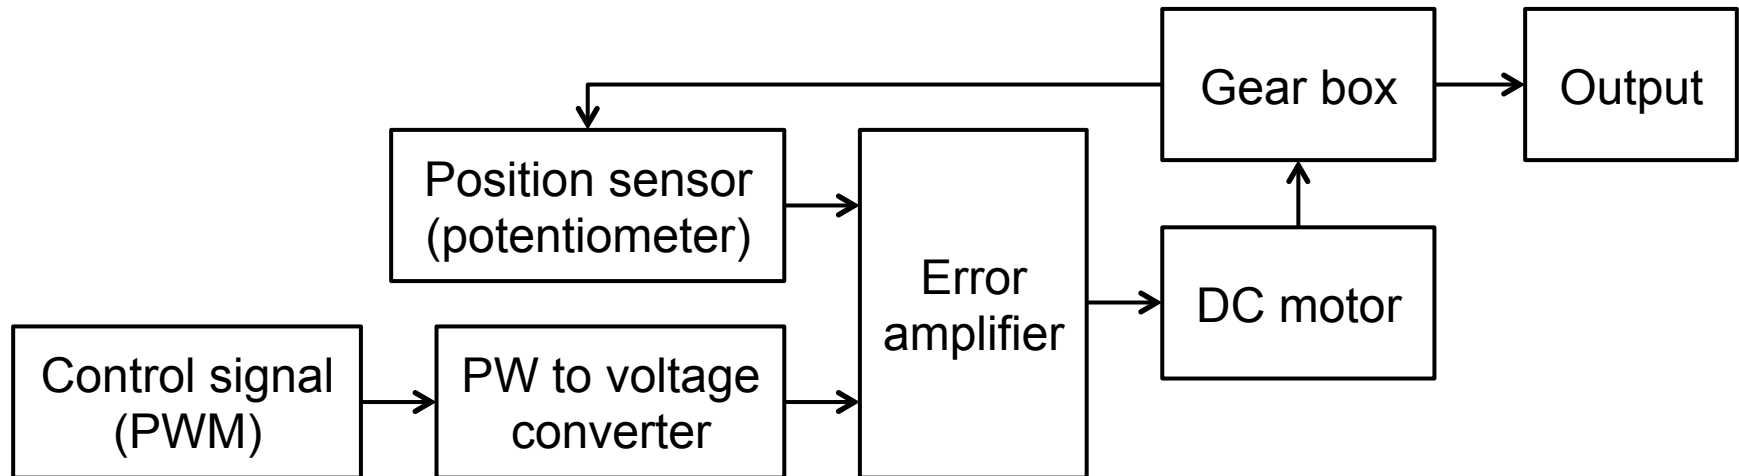 Gear box
Output
Position sensor
(potentiometer)
Error
amplifier
DC motor
Control signal
(PWM)
PW to voltage
converter